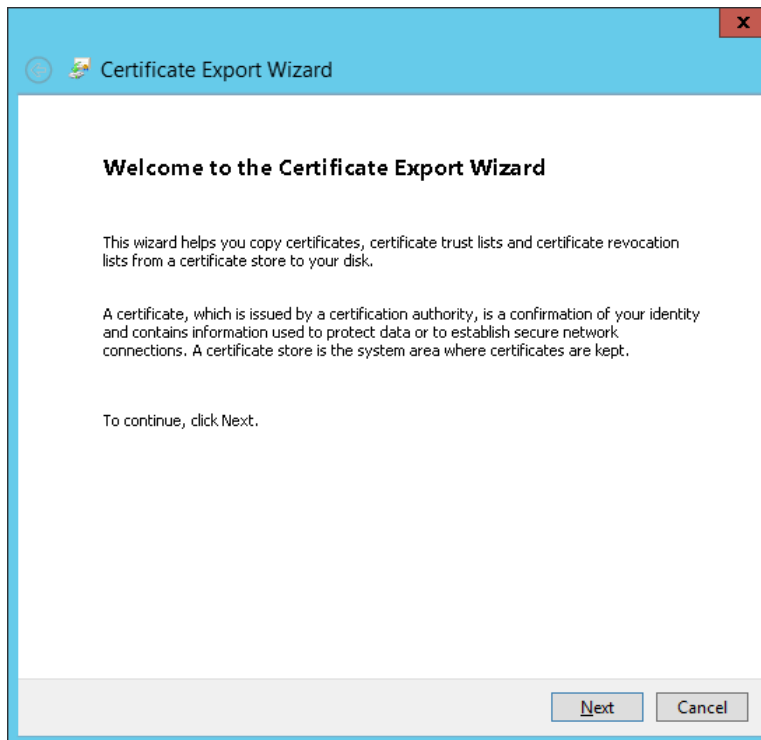 x
Certificate Export Wizard
Welcome to the Certificate Export Wizard
This wizard helps you copy certificates, certificate trust lists and certificate revocation
lists from a certificate store to your disk.
A certificate, which is issued by a certification authority, is a confirmation of your identity
and contains information used to protect data or to establish secure network
connections. A certificate store is the system area where certificates are kept.
To continue, click Next.
Next Cancel